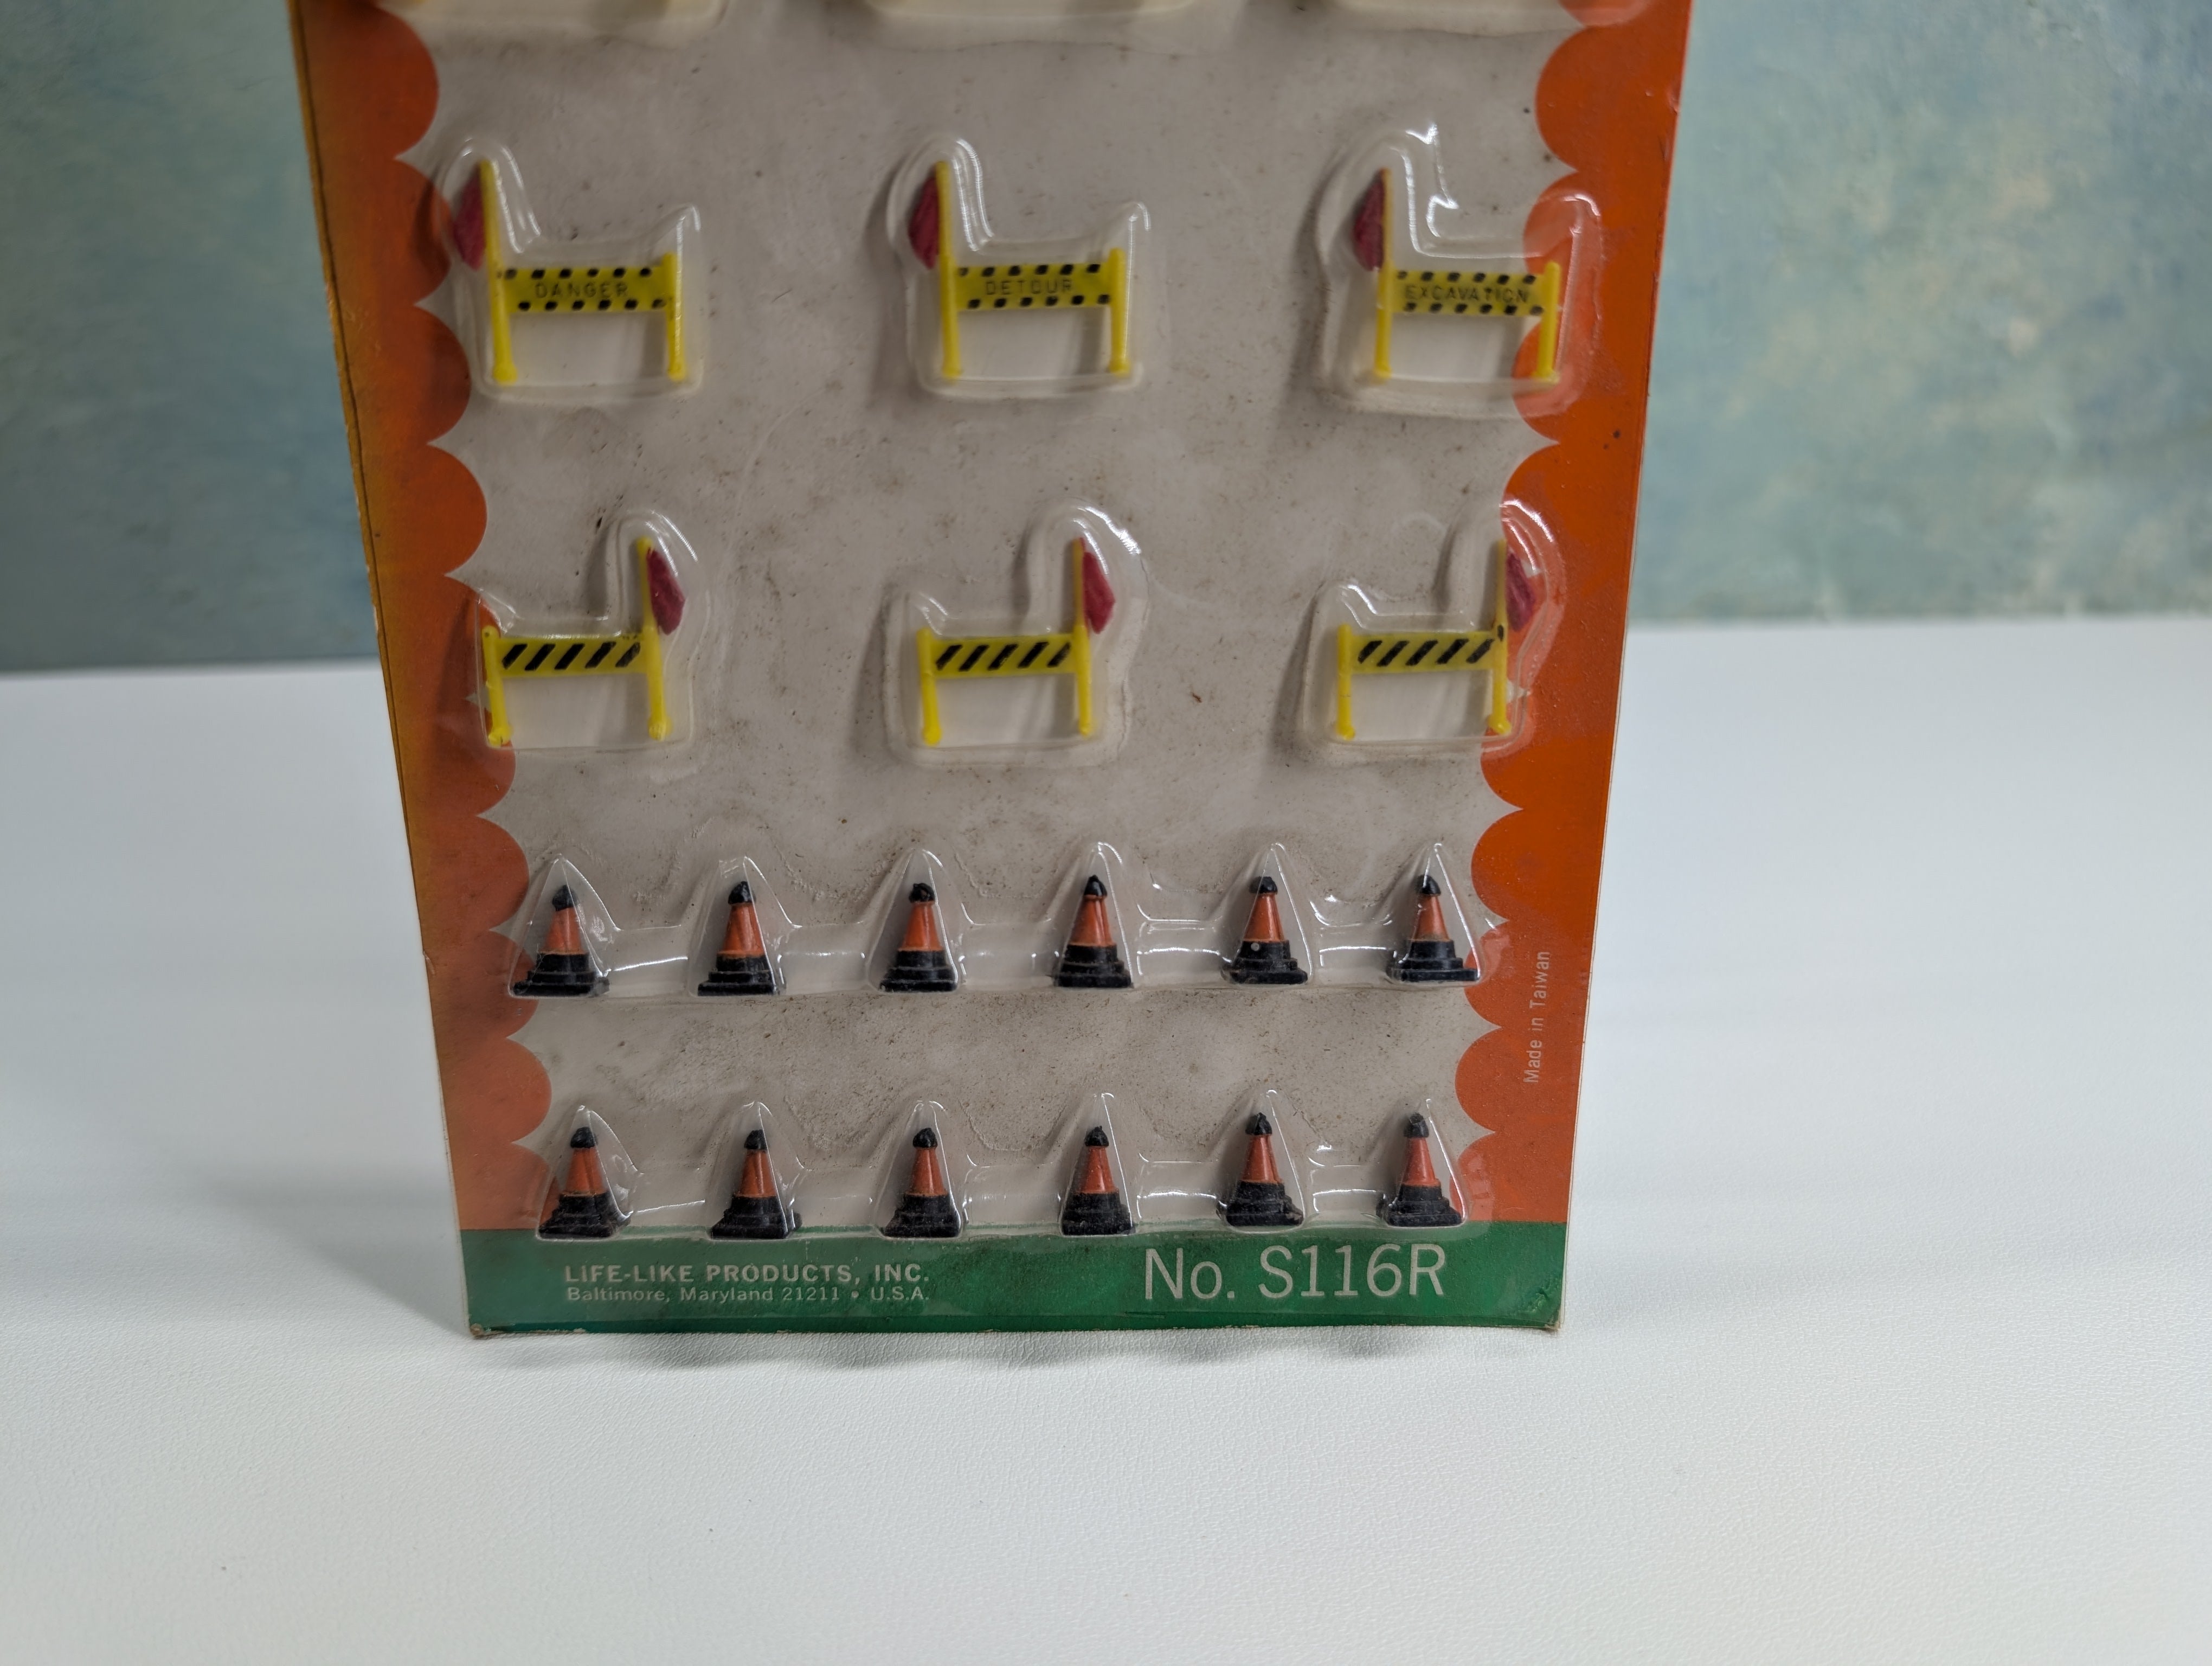 DANGER
DETOUR
EXCAVATION
Made in Taiwan
LIFE-LIKE PRODUCTS, INC.
Baltimore, Maryland 21211 • U.S.A.
No. S116R